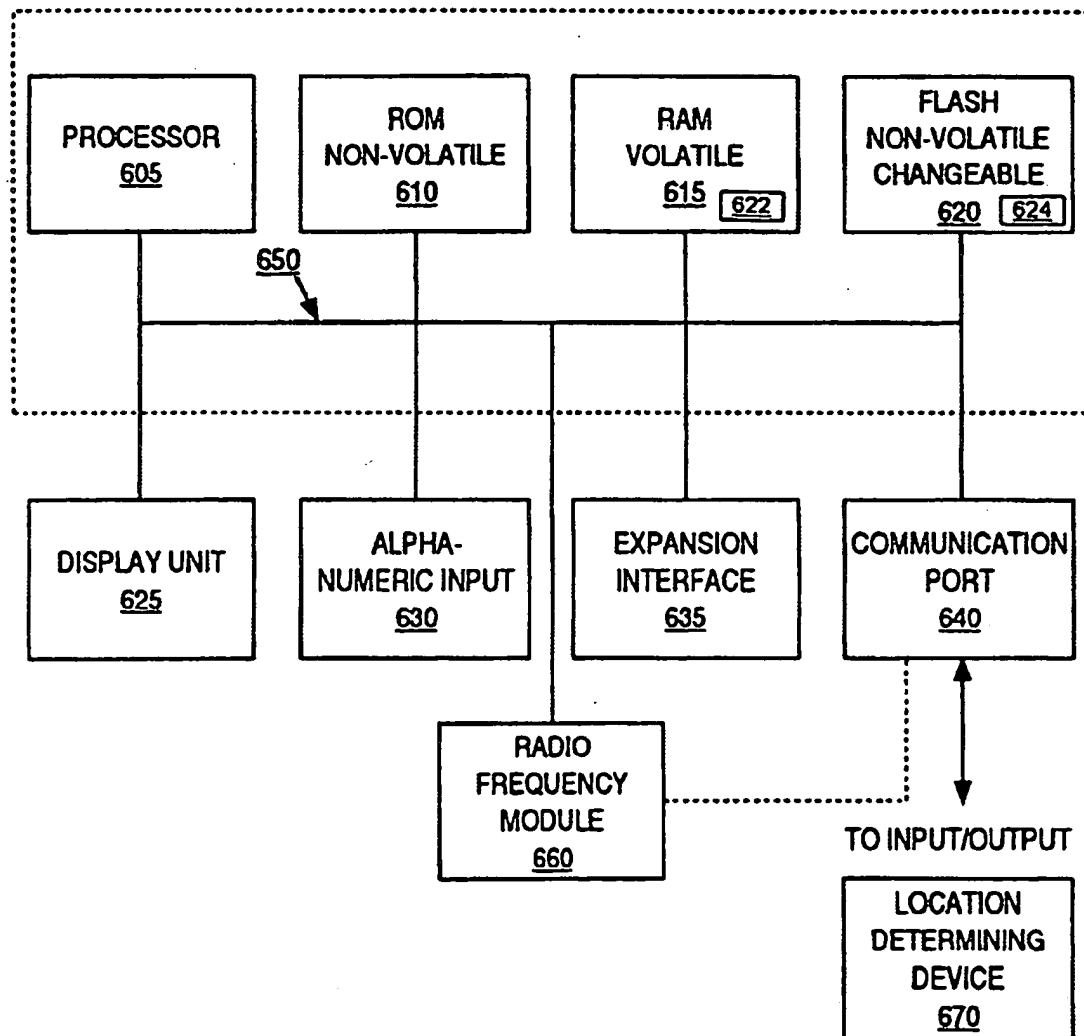 PROCESSOR
605
ROM
NON-VOLATILE
610
RAM
VOLATILE
615
622
FLASH
NON-VOLATILE
CHANGEABLE
620
624
650
DISPLAY UNIT
625
ALPHA-
NUMERIC INPUT
630
EXPANSION
INTERFACE
635
COMMUNICATION
PORT
640
RADIO
FREQUENCY
MODULE
660
TO INPUT/OUTPUT
LOCATION
DETERMINING
DEVICE
670